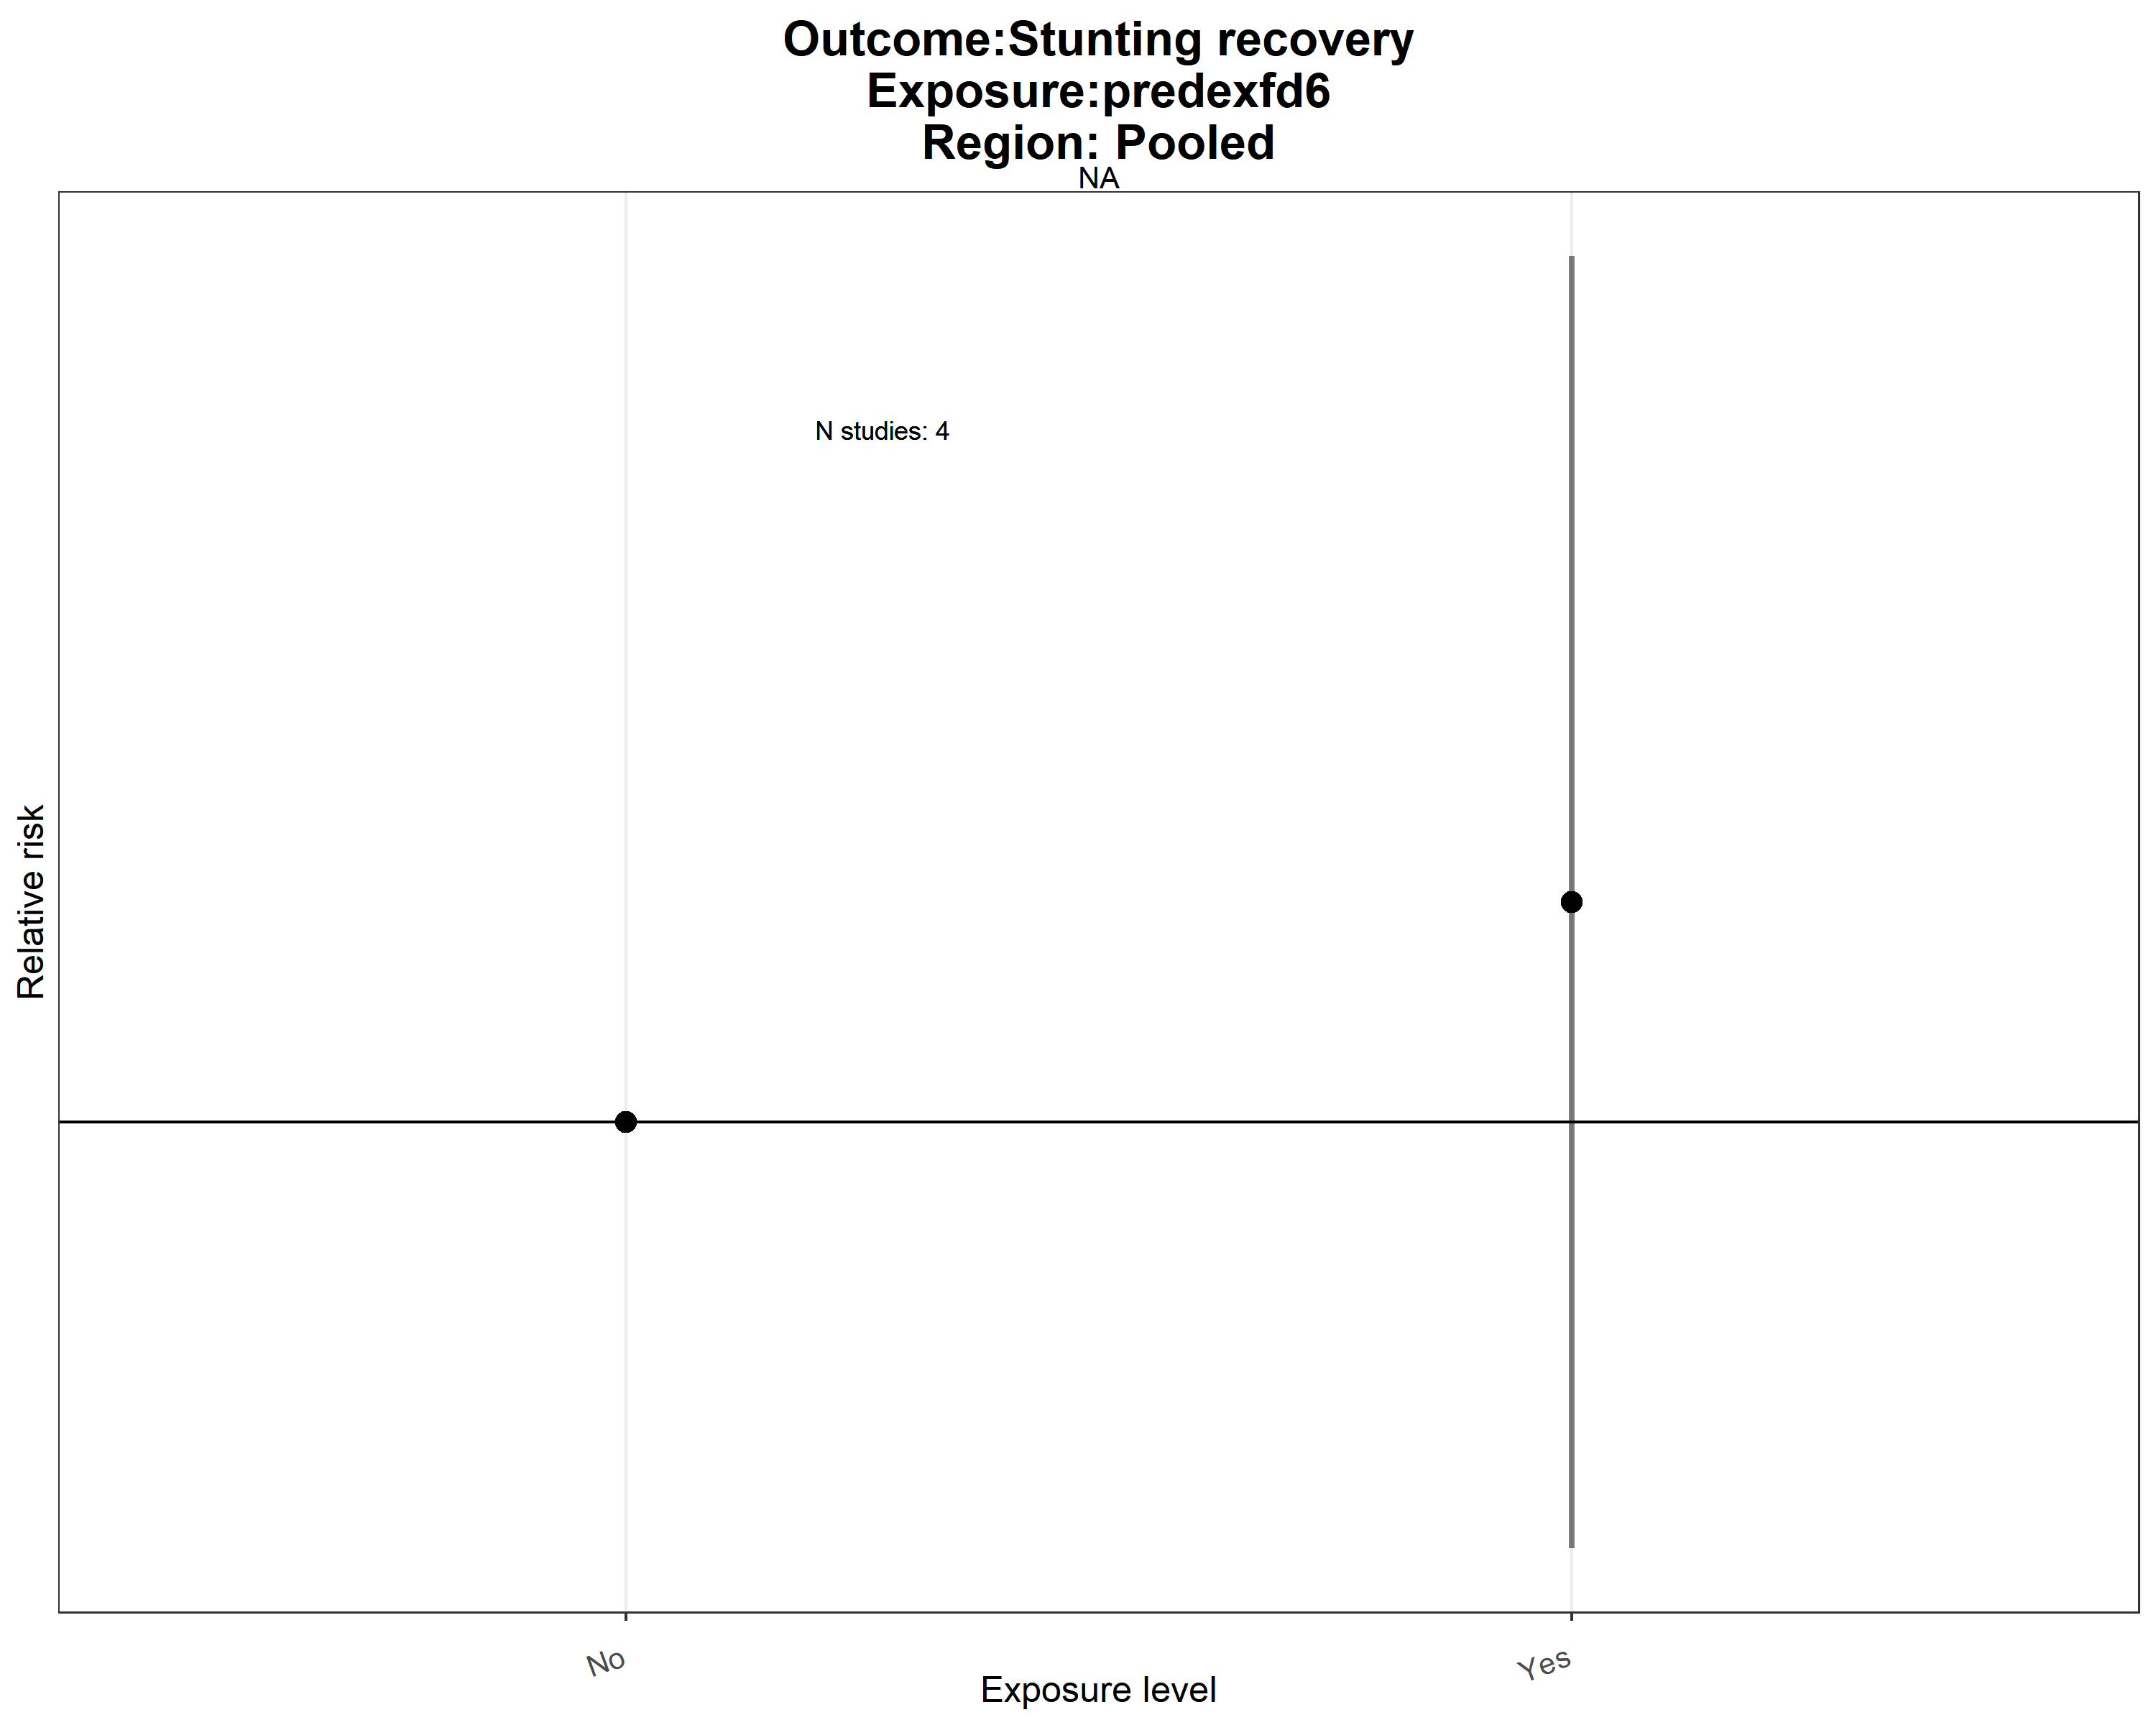 Outcome:Stunting recovery
Exposure:predexfd6
Region: Pooled
NA
N studies: 4
Relative risk
No
Yes
Exposure level